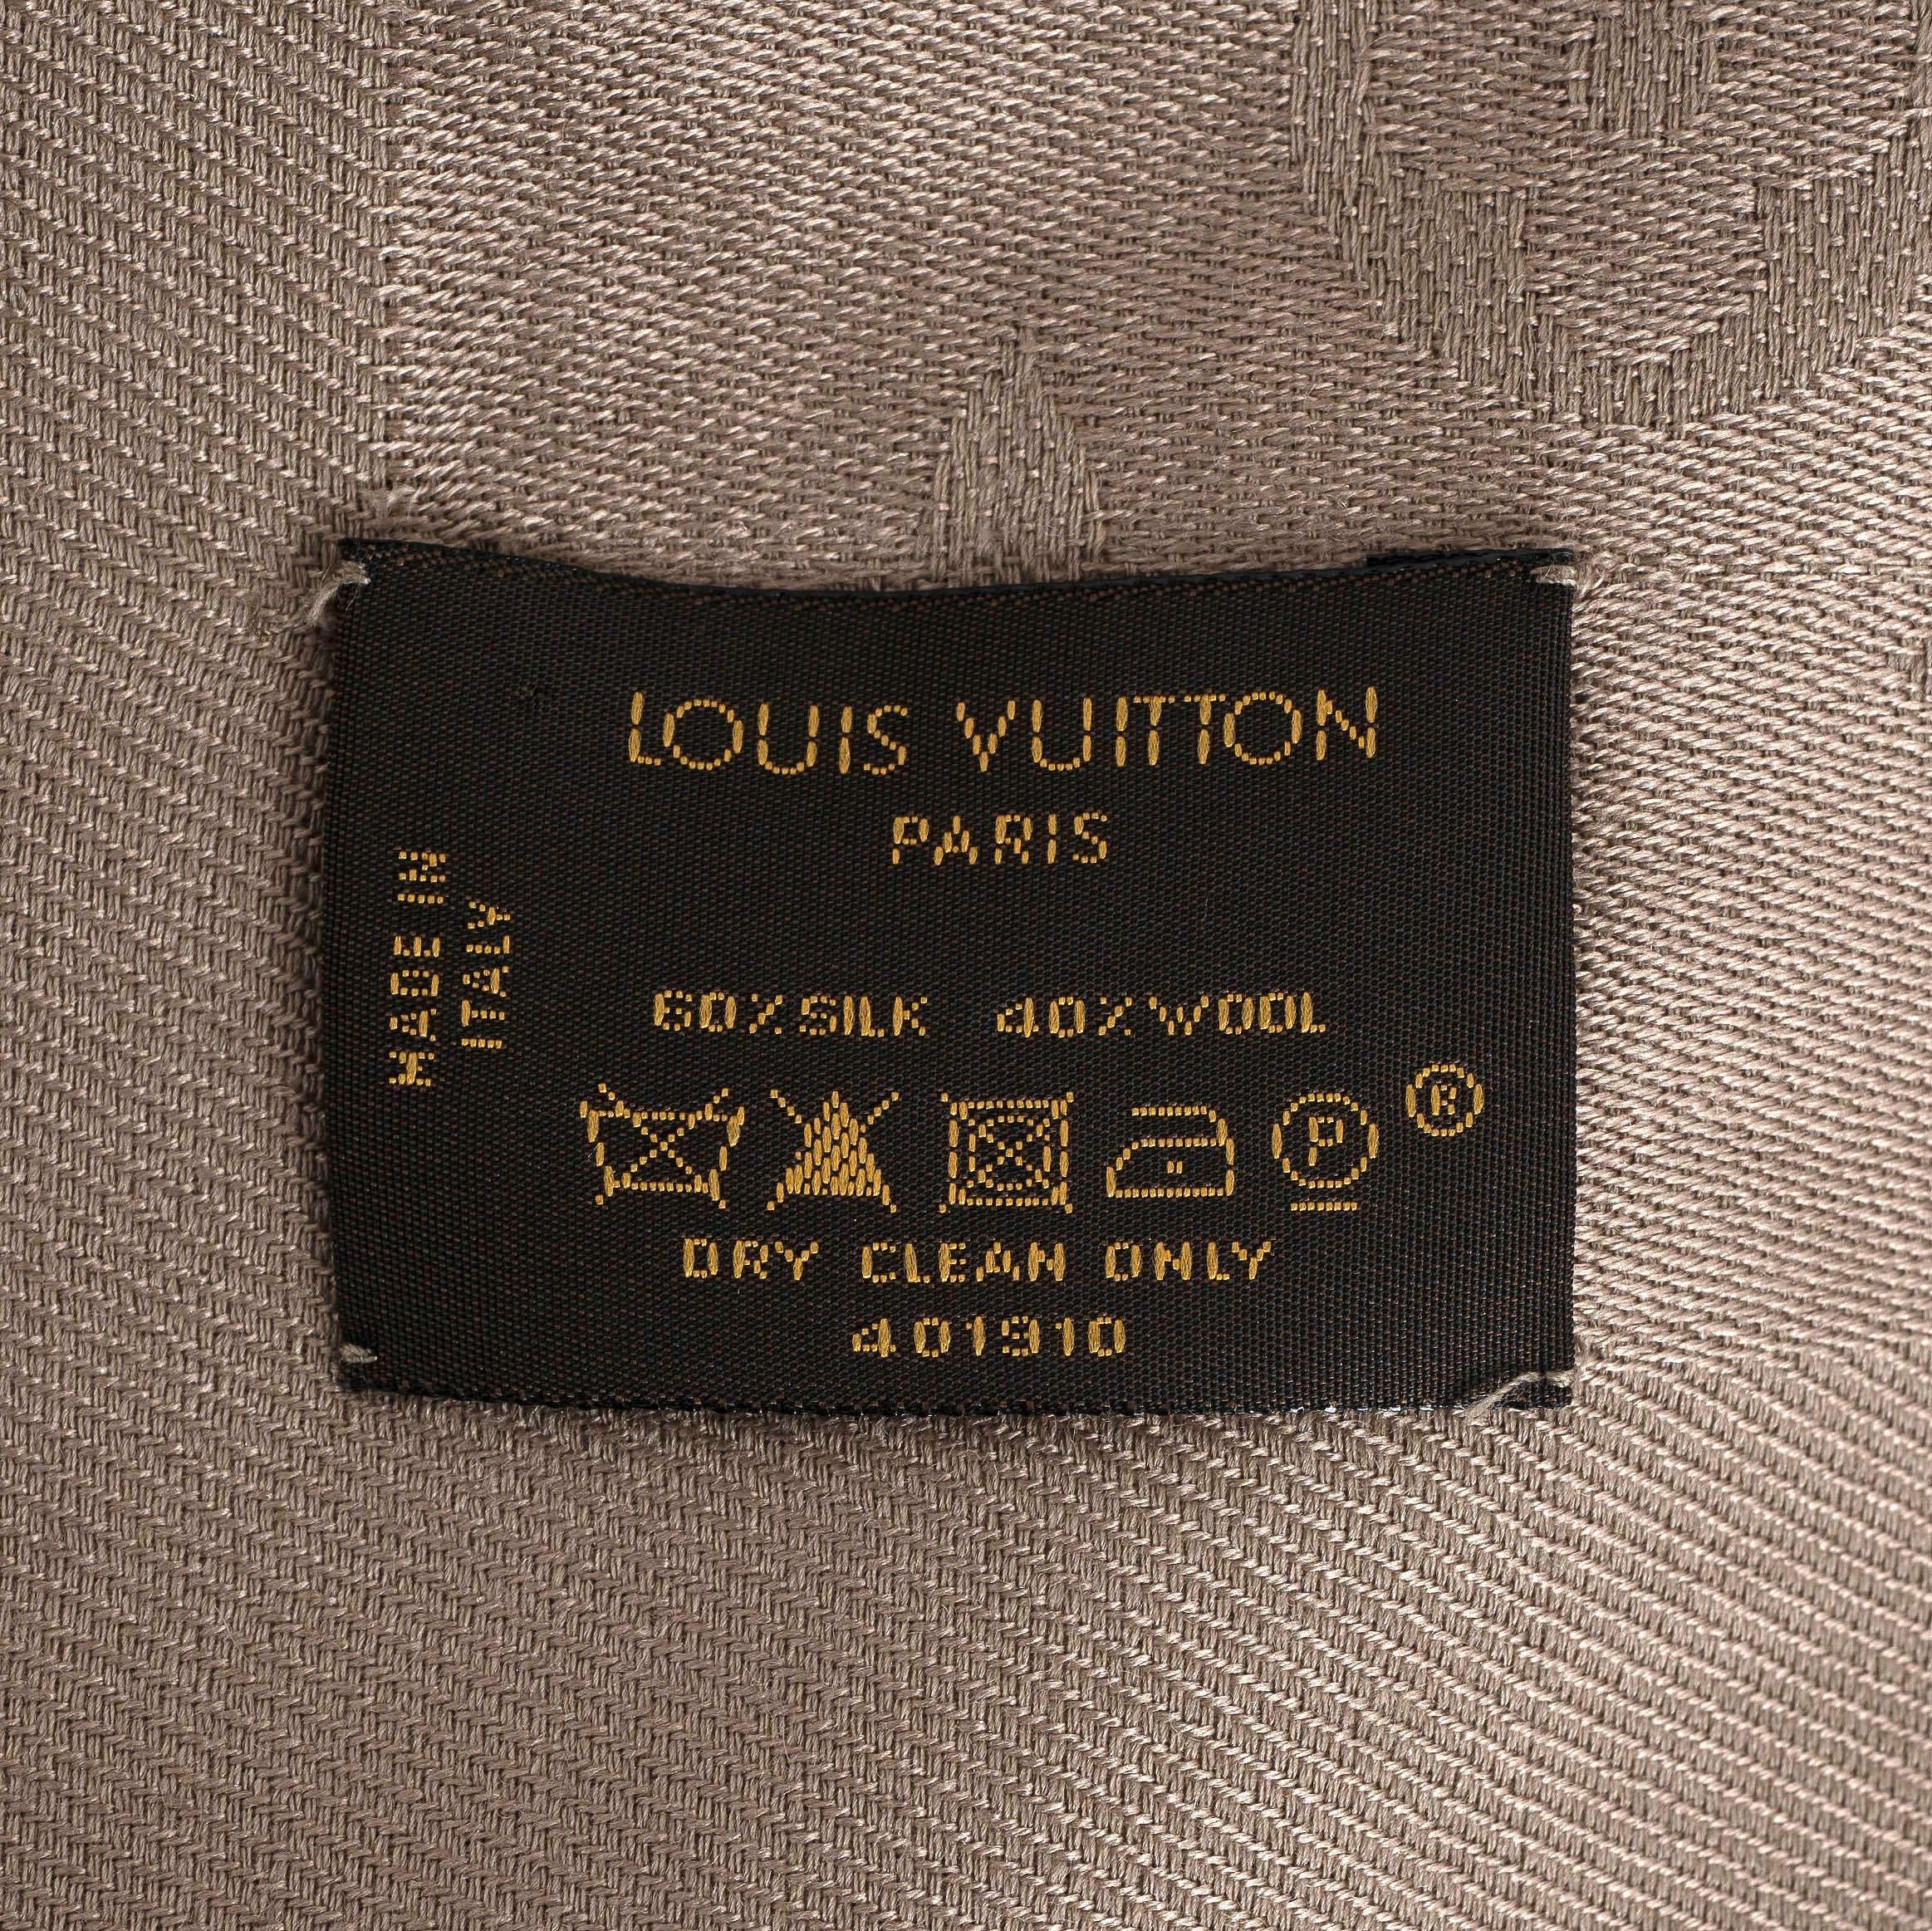 LOUIS VUITTON
PARIS
MADE IN
ITALY
60%SILK 40%WOOL
P
®
DRY CLEAN ONLY
401910